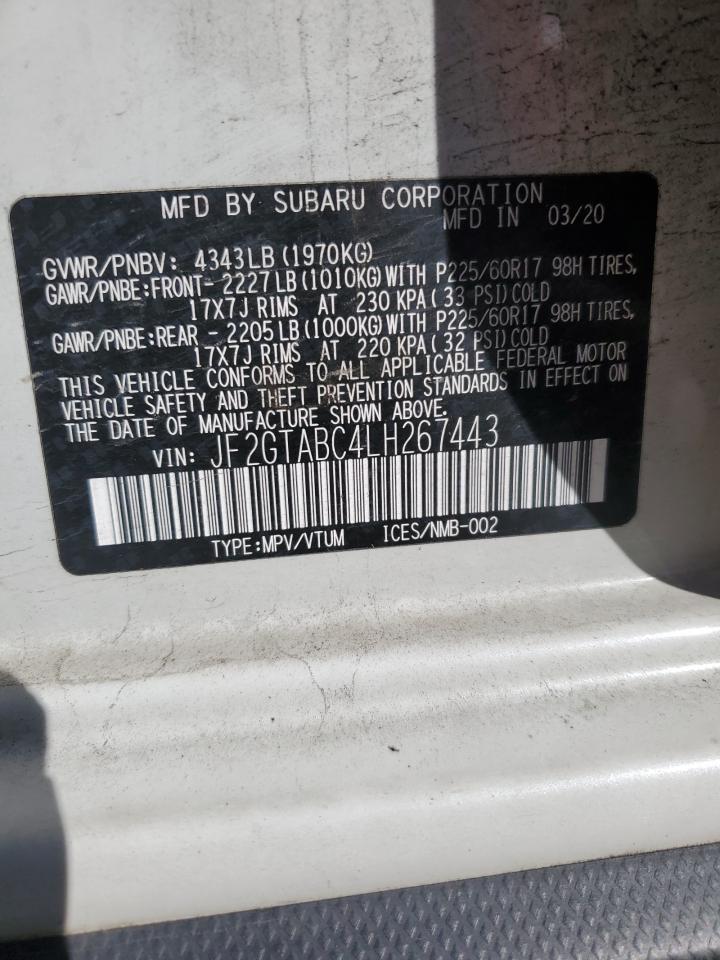 MFD BY SUBARU CORPORATION
MFD IN 03/20
GVWR/PNBV: 4343LB (1970KG)
GAWR/PNBE:FRONT- 2227LB (1010KG) WITH P225/60R17 98H TIRES,
17X7J RIMS AT 230 KPA ( 33 PSI) COLD
GAWR/PNBE:REAR - 2205LB (1000KG) WITH P225/60R17 98H TIRES,
17X7J RIMS AT 220 KPA ( 32 PSI) COLD
THIS VEHICLE CONFORMS TO ALL APPLICABLE FEDERAL MOTOR
VEHICLE SAFETY AND THEFT PREVENTION STANDARDS IN EFFECT ON
THE DATE OF MANUFACTURE SHOWN ABOVE.
VIN: JF2GTABC4LH267443
TYPE:MPV/VTUM ICES/NMB-002